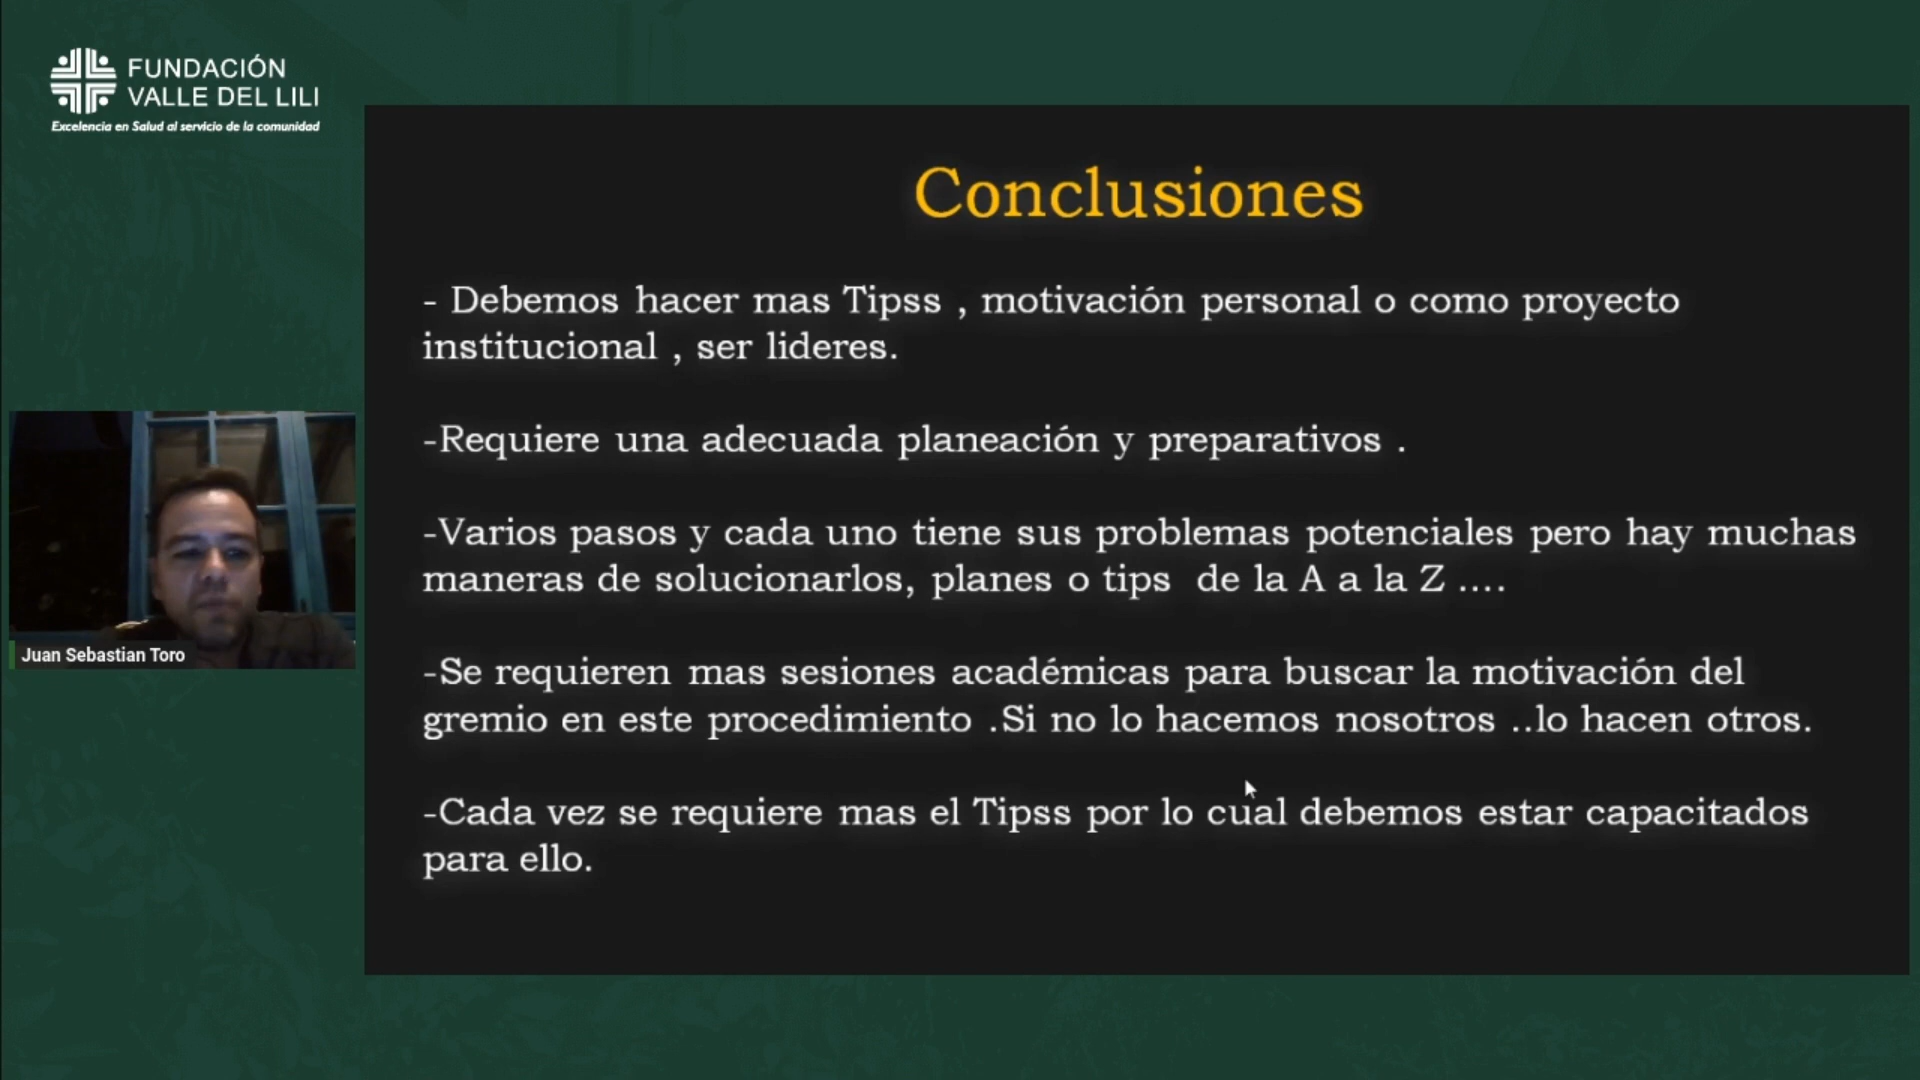 FUNDACIÓN
VALLE DEL LILI
Excelencia en Salud al servicio de la comunidad
Conclusiones
- Debemos hacer mas Tipss , motivación personal o como proyecto
institucional , ser lideres.
-Requiere una adecuada planeación y preparativos .
-Varios pasos y cada uno tiene sus problemas potenciales pero hay muchas
maneras de solucionarlos, planes o tips de la A a la Z ....
-Se requieren mas sesiones académicas para buscar la motivación del
gremio en este procedimiento .Si no lo hacemos nosotros ..lo hacen otros.
-Cada vez se requiere mas el Tipss por lo cual debemos estar capacitados
para ello.
Juan Sebastian Toro